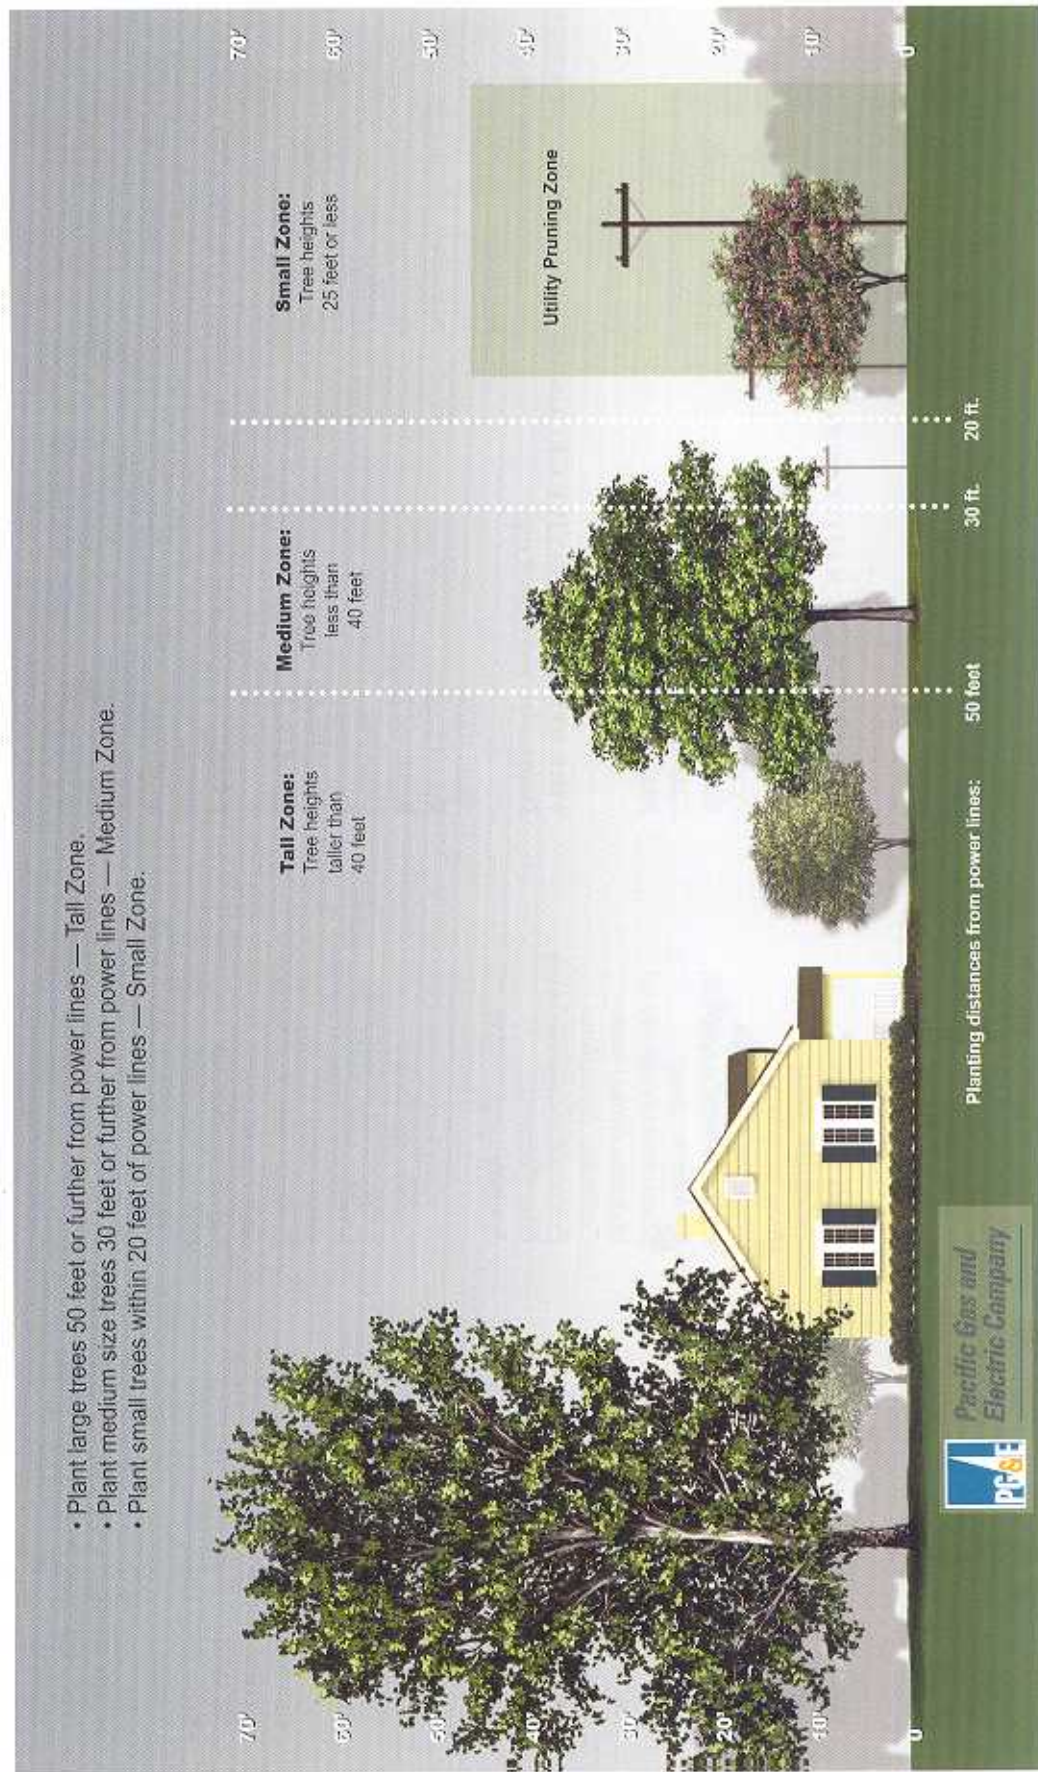 • Plant large trees 50 feet or further from power lines — Tall Zone.
• Plant medium size trees 30 feet or further from power lines — Medium Zone.
• Plant small trees within 20 feet of power lines — Small Zone.
Tall Zone:
Tree heights
taller than
40 feet
Medium Zone:
Tree heights
less than
40 feet
Small Zone:
Tree heights
25 feet or less
70'
60'
50'
40'
30'
20'
10'
0
70'
60'
50'
40'
30'
20'
10'
0
Utility Pruning Zone
Planting distances from power lines:
50 feet
30 ft.
20 ft.
PG&E
Pacific Gas and
Electric Company